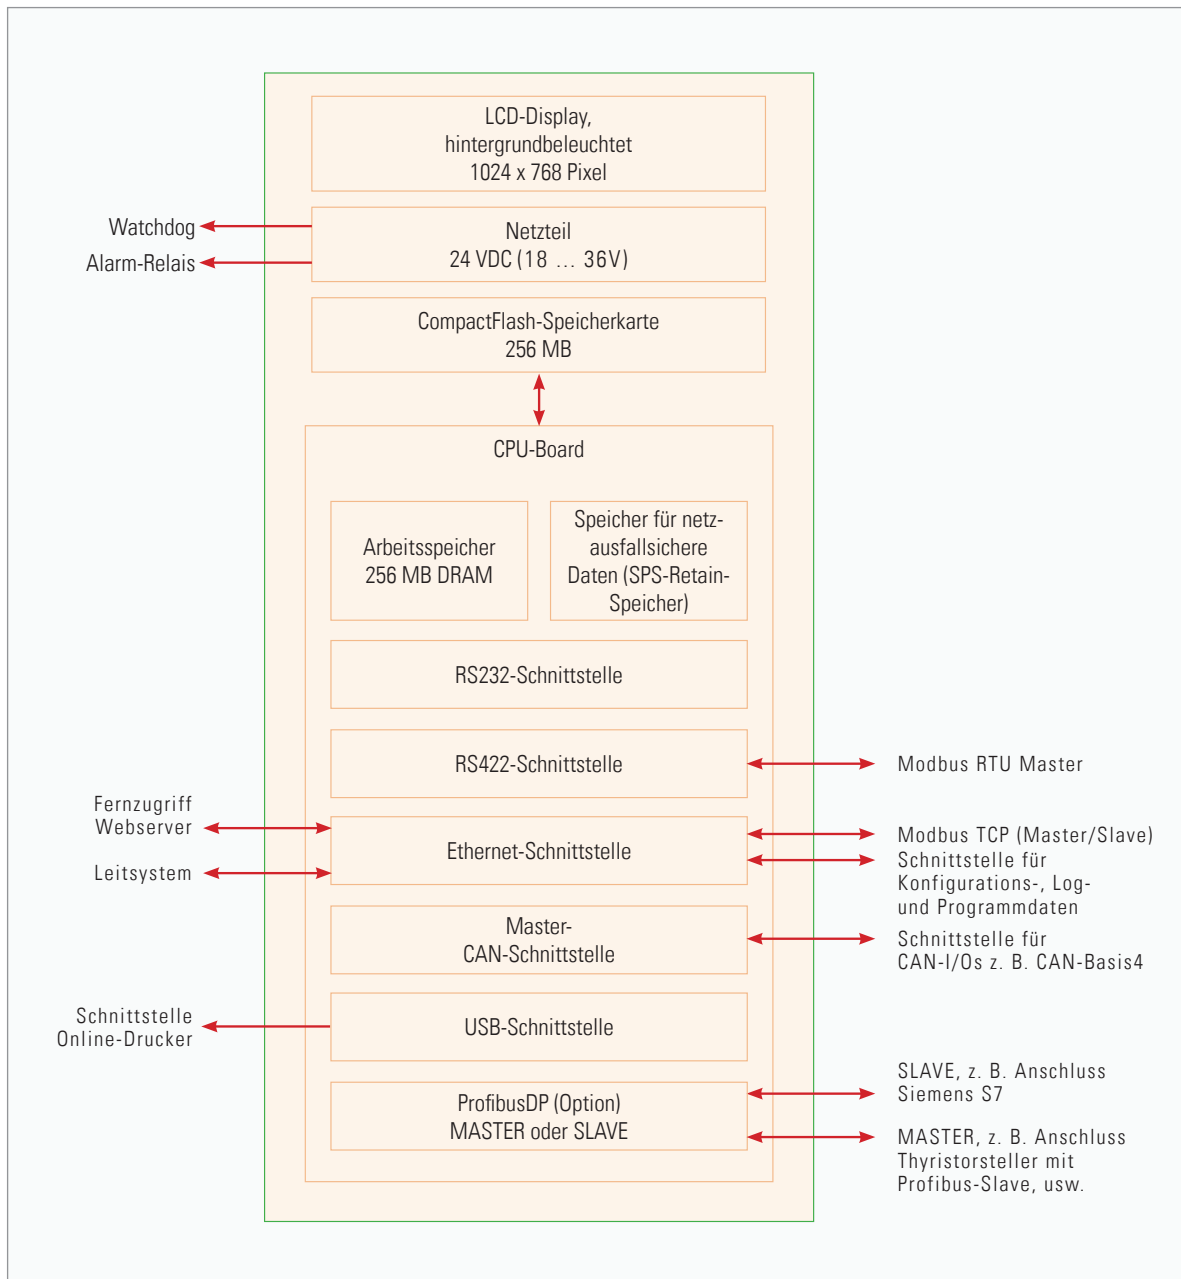 LCD-Display,
hintergrundbeleuchtet
1024 x 768 Pixel
Watchdog
Alarm-Relais
Netzteil
24 VDC (18 ... 36V)
CompactFlash-Speicherkarte
256 MB
CPU-Board
Arbeitsspeicher
256 MB DRAM
Speicher für netz-
ausfallsichere
Daten (SPS-Retain-
Speicher)
RS232-Schnittstelle
RS422-Schnittstelle
Modbus RTU Master
Fernzugriff
Webserver
Leitsystem
Ethernet-Schnittstelle
Modbus TCP (Master/Slave)
Schnittstelle für
Konfigurations-, Log-
und Programmdaten
Master-
CAN-Schnittstelle
Schnittstelle für
CAN-I/Os z. B. CAN-Basis4
Schnittstelle
Online-Drucker
USB-Schnittstelle
ProfibusDP (Option)
MASTER oder SLAVE
SLAVE, z. B. Anschluss
Siemens S7
MASTER, z. B. Anschluss
Thyristorsteller mit
Profibus-Slave, usw.